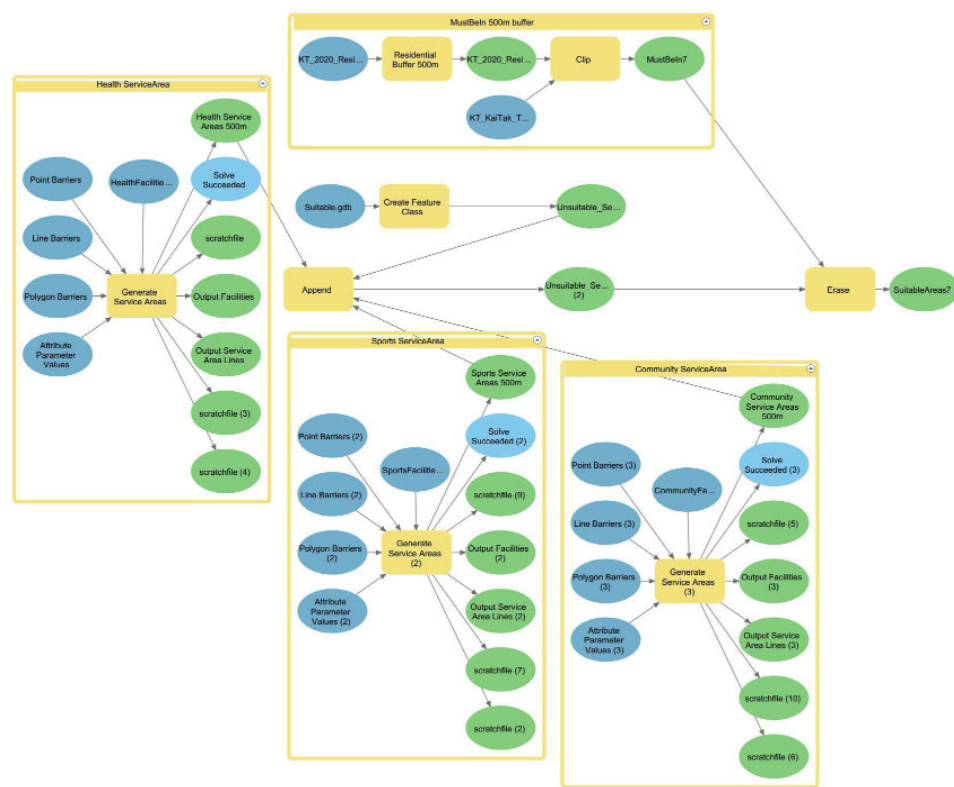 MustBeIn 500m buffer
KT_2020_Resi...
Residential
Buffer 500m
KT_2020_Resi...
Clip
MustBeIn7
KT_KaiTak_T...
Health ServiceArea
Health Service
Areas 500m
Point Barriers
HealthFacilitie...
Solve
Succeeded
Line Barriers
scratchfile
Polygon Barriers
Generate
Service Areas
Output Facilities
Attribute
Parameter
Values
Output Service
Area Lines
scratchfile (3)
scratchfile (4)
Suitable.gdb
Create Feature
Class
Unsuitable_Se...
Append
Unsuitable_Se...
(2)
Erase
SuitableAreas7
Sports ServiceArea
Sports Service
Areas 500m
Point Barriers (2)
SportsFacilitie...
Solve
Succeeded (2)
Line Barriers (2)
scratchfile (9)
Polygon Barriers
(2)
Generate
Service Areas
(2)
Output Facilities
(2)
Attribute
Parameter
Values (2)
Output Service
Area Lines (2)
scratchfile (7)
scratchfile (2)
Community ServiceArea
Community
Service Areas
500m
Point Barriers (3)
CommunityFa...
Solve
Succeeded (3)
Line Barriers (3)
scratchfile (5)
Polygon Barriers
(3)
Generate
Service Areas
(3)
Output Facilities
(3)
Attribute
Parameter
Values (3)
Output Service
Area Lines (3)
scratchfile (10)
scratchfile (6)